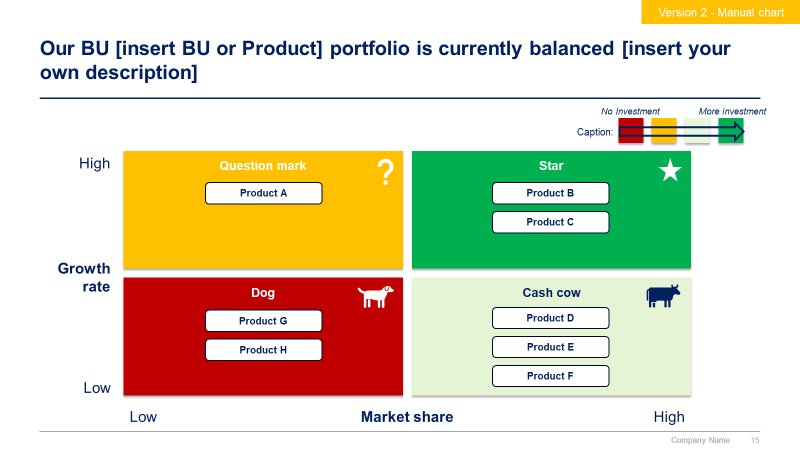 Version 2 - Manual chart
Our BU [insert BU or Product] portfolio is currently balanced [insert your
own description]
No Investment
More investment
Caption:
High
Question mark
?
Product A
Star
Product B
Product C
Growth
rate
Dog
Product G
Product H
Cash cow
Product D
Product E
Product F
Low
Low
Market share
High
Company Name
15